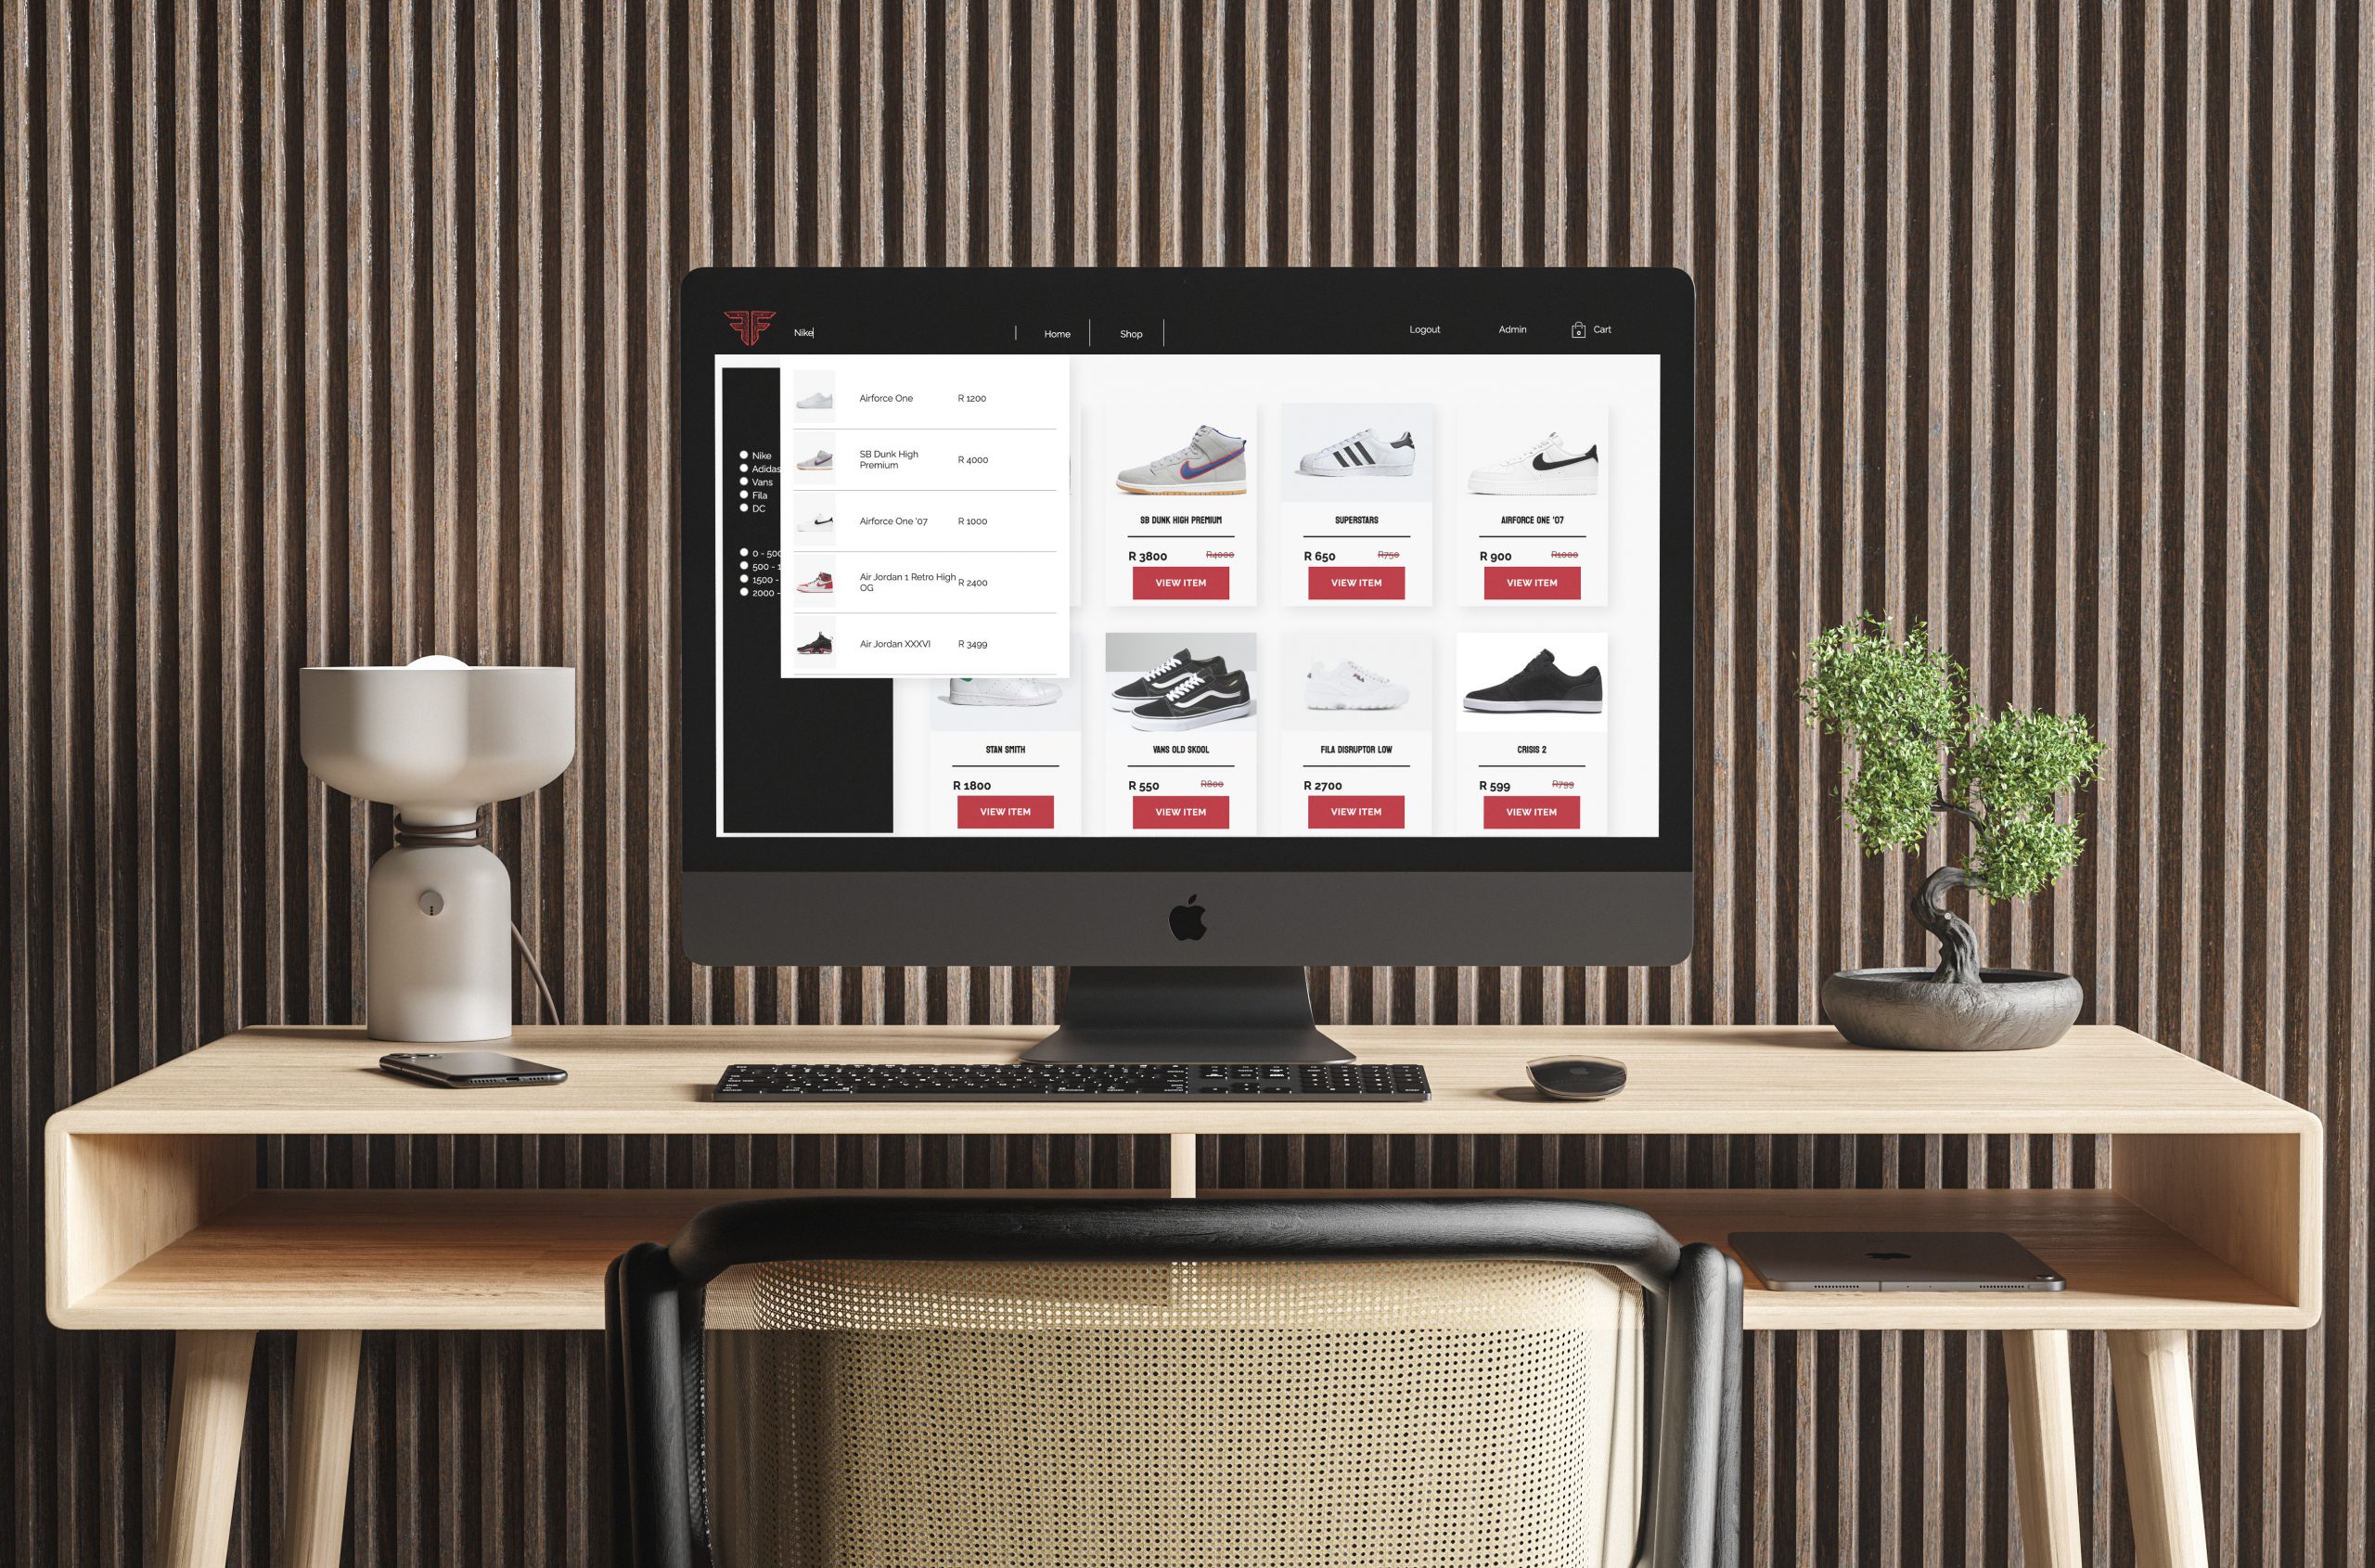 Nike
Home
Shop
Logout
Admin
0
Cart
Airforce One
R 1200
SB Dunk High
Premium
R 4000
Airforce One '07
R 1000
Air Jordan 1 Retro High
OG
R 2400
Air Jordan XXXVI
R 3499
Nike
Adidas
Vans
Fila
DC
0 - 500
500 - 1
1500 -
2000 -
SB DUNK HIGH PREMIUM
R 3800
R4000
VIEW ITEM
SUPERSTARS
R 650
R750
VIEW ITEM
AIRFORCE ONE '07
R 900
R1000
VIEW ITEM
STAN SMITH
R 1800
VIEW ITEM
VANS OLD SKOOL
R 550
R800
VIEW ITEM
FILA DISRUPTOR LOW
R 2700
VIEW ITEM
CRISIS 2
R 599
R799
VIEW ITEM